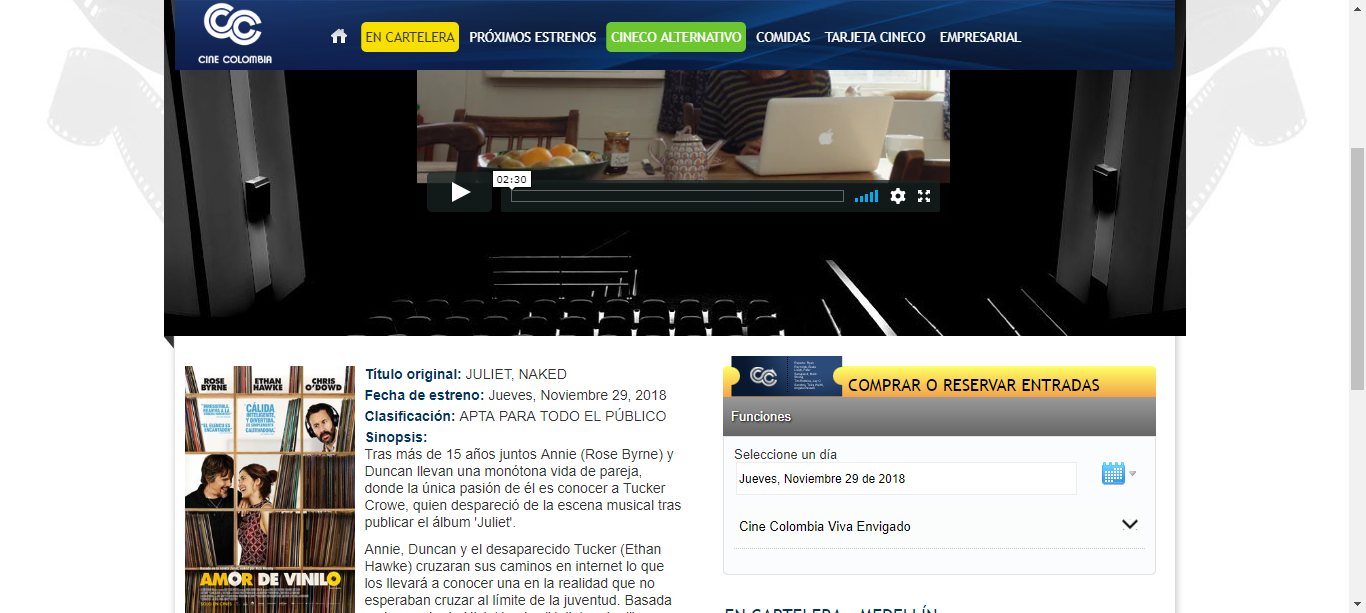 CINE COLOMBIA
EN CARTELERA PRÓXIMOS ESTRENOS CINECO ALTERNATIVO COMIDAS TARJETA CINECO EMPRESARIAL
02:30
ROSE BYRNE ETHAN HAWKE CHRIS O'DOWD
CÁLIDA
AMOR DE VINILO
Título original: JULIET, NAKED
Fecha de estreno: Jueves, Noviembre 29, 2018
Clasificación: APTA PARA TODO EL PÚBLICO
Sinopsis:
Tras más de 15 años juntos Annie (Rose Byrne) y
Duncan llevan una monótona vida de pareja,
donde la única pasión de él es conocer a Tucker
Crowe, quien despareció de la escena musical tras
publicar el álbum 'Juliet'.
Annie, Duncan y el desaparecido Tucker (Ethan
Hawke) cruzaran sus caminos en internet lo que
los llevará a conocer una en la realidad que no
esperaban cruzar al límite de la juventud. Basada
COMPRAR O RESERVAR ENTRADAS
Funciones
Seleccione un día
Jueves, Noviembre 29 de 2018
Cine Colombia Viva Envigado
EN CARTELERA - MEDELLÍN